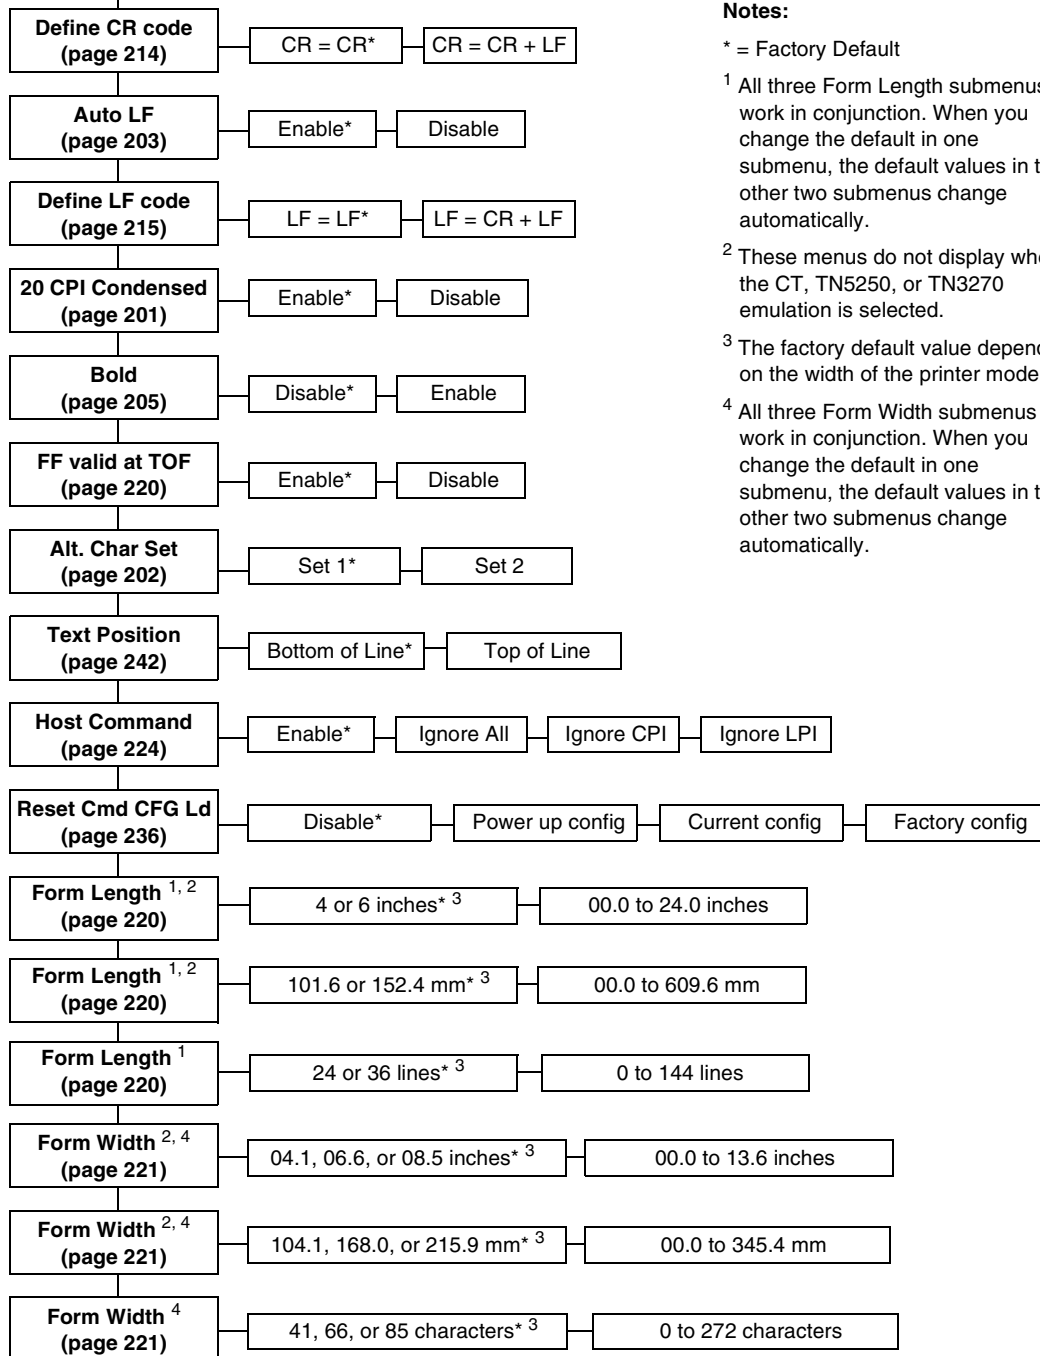 Define CR code
(page 214)
CR = CR*
CR = CR + LF
Auto LF
(page 203)
Enable*
Disable
Define LF code
(page 215)
LF = LF*
LF = CR + LF
20 CPI Condensed
(page 201)
Enable*
Disable
Bold
(page 205)
Disable*
Enable
FF valid at TOF
(page 220)
Enable*
Disable
Alt. Char Set
(page 202)
Set 1*
Set 2
Text Position
(page 242)
Bottom of Line*
Top of Line
Host Command
(page 224)
Enable*
Ignore All
Ignore CPI
Ignore LPI
Reset Cmd CFG Ld
(page 236)
Disable*
Power up config
Current config
Factory config
Form Length 1, 2
(page 220)
4 or 6 inches* 3
00.0 to 24.0 inches
Form Length 1, 2
(page 220)
101.6 or 152.4 mm* 3
00.0 to 609.6 mm
Form Length 1
(page 220)
24 or 36 lines* 3
0 to 144 lines
Form Width 2, 4
(page 221)
04.1, 06.6, or 08.5 inches* 3
00.0 to 13.6 inches
Form Width 2, 4
(page 221)
104.1, 168.0, or 215.9 mm* 3
00.0 to 345.4 mm
Form Width 4
(page 221)
41, 66, or 85 characters* 3
0 to 272 characters
Notes:
* = Factory Default
1 All three Form Length submenus
work in conjunction. When you
change the default in one
submenu, the default values in
other two submenus change
automatically.
2 These menus do not display
the CT, TN5250, or TN3270
emulation is selected.
3 The factory default value
on the width of the printer
4 All three Form Width submenus
work in conjunction. When you
change the default in one
submenu, the default values in
other two submenus change
automatically.